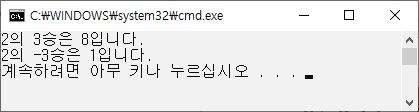 C:₩WINDOWS₩system32₩cmd.exe
2의 3승은 8입니다.
2의 -3승은 1입니다.
계속하려면 아무 키나 누르십시오 . . .